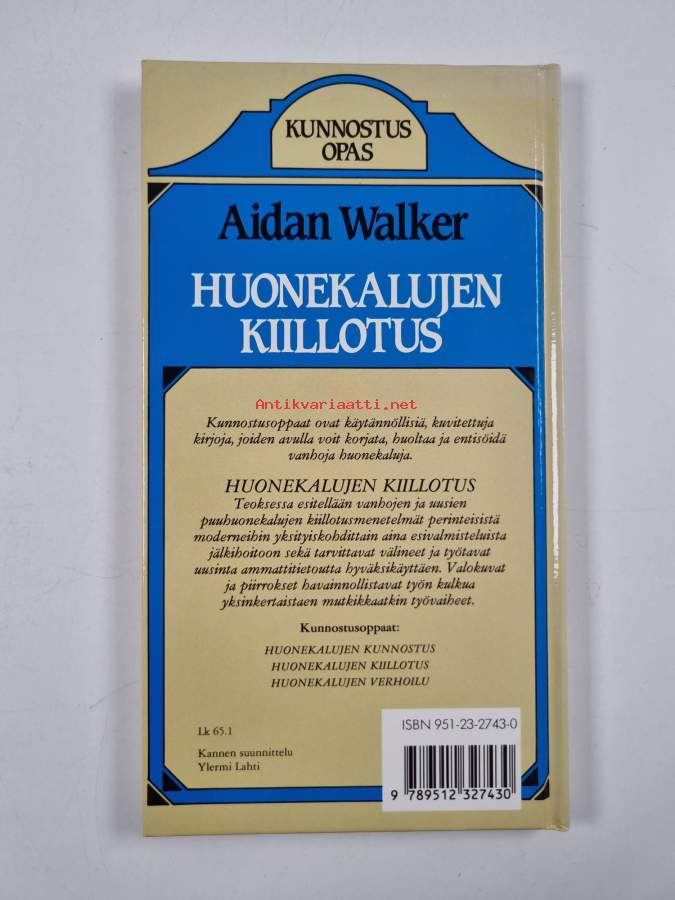 KUNNOSTUS
OPAS
Aidan Walker
HUONEKALUJEN
KIILLOTUS
Antikvariaatti.net
Kunnostusoppaat ovat käytännöllisiä, kuvitettuja
kirjoja, joiden avulla voit korjata, huoltaa ja entisöidä
vanhoja huonekaluja.
HUONEKALUJEN KIILLOTUS
Teoksessa esitellään vanhojen ja uusien
puuhuonekalujen kiillotusmenetelmät perinteisistä
moderneihin yksityiskohdittain aina esivalmisteluista
jälkihoitoon sekä tarvittavat välineet ja työtavat
uusinta ammattitietoutta hyväksikäyttäen. Valokuvat
ja piirrokset havainnollistavat työn kulkua
yksinkertaistaen mutkikkaatkin työvaiheet.
Kunnostusoppaat:
HUONEKALUJEN KUNNOSTUS
HUONEKALUJEN KIILLOTUS
HUONEKALUJEN VERHOILU
Lk 65.1
Kannen suunnittelu
Ylermi Lahti
ISBN 951-23-2743-0
9 789512 327430